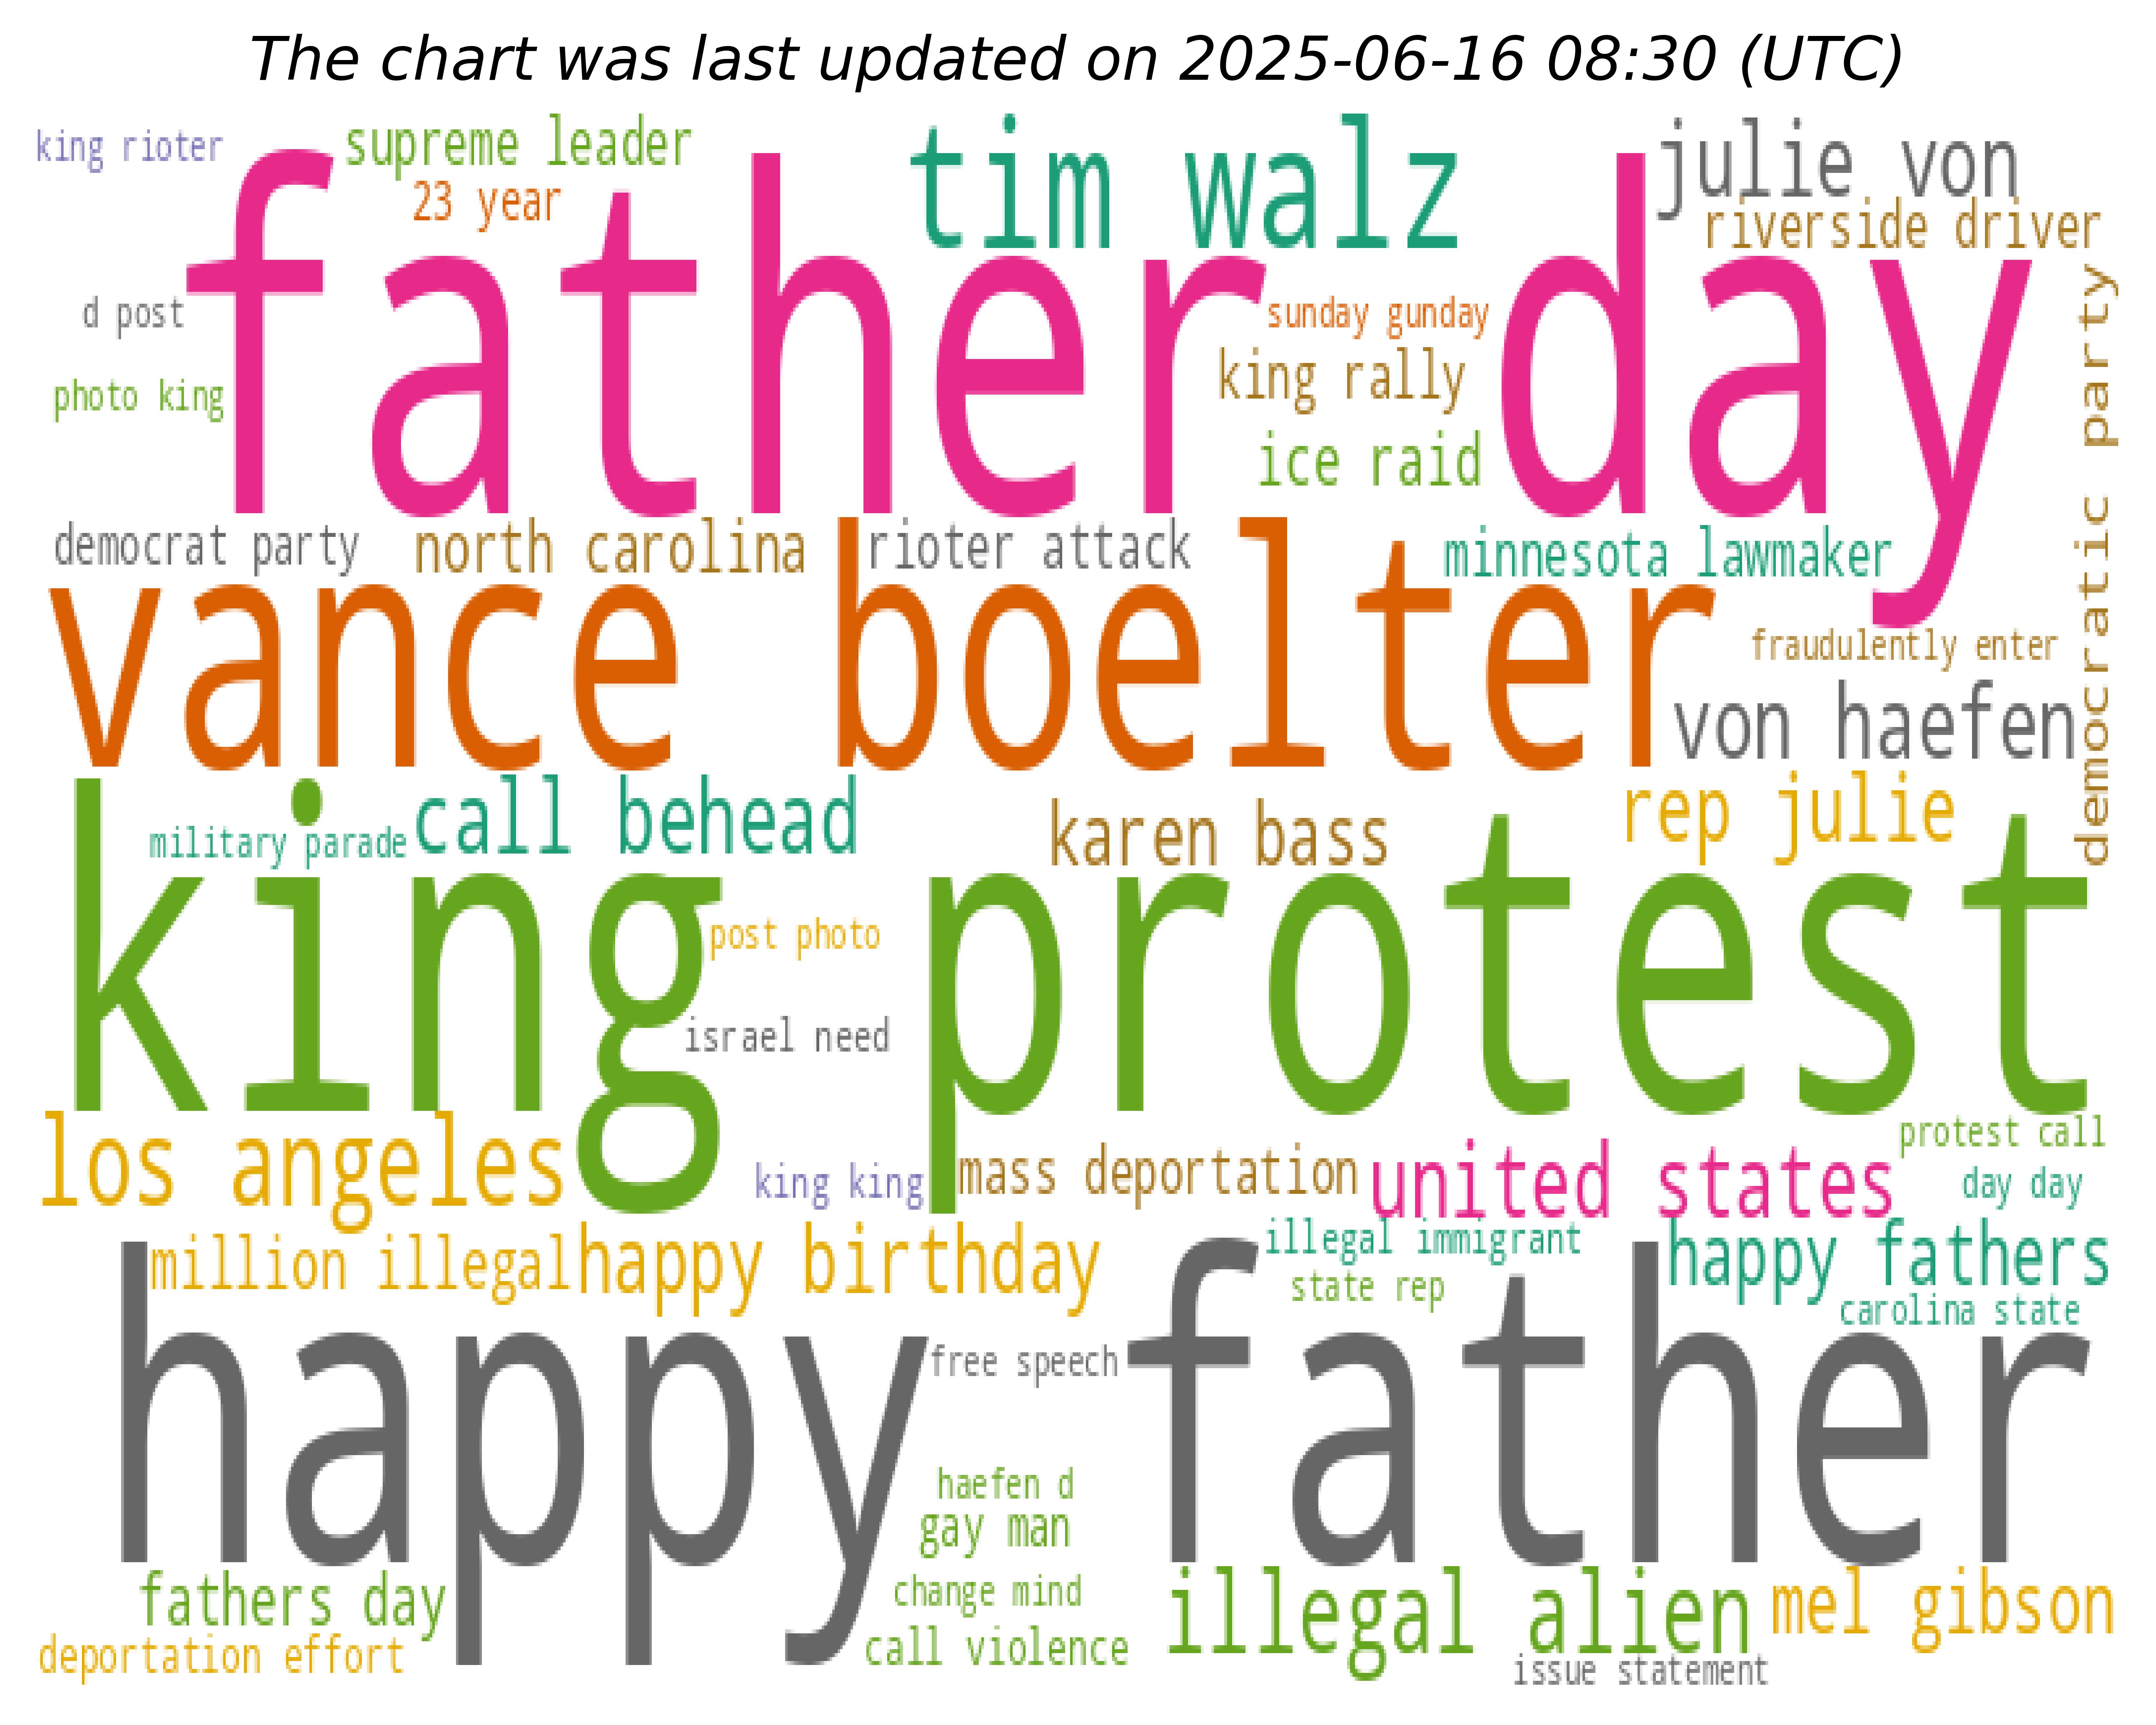 The chart was last updated on 2025-06-16 08:30 (UTC)
king rioter
supreme leader
tim walz
julie von
23 year
riverside driver
father day
d post
sunday gunday
photo king
king rally
ice raid
democratic party
democrat party
north carolina
rioter attack
minnesota lawmaker
vance boelter
fraudulently enter
von haefen
military parade
call behead
karen bass
rep julie
king protest
post photo
israel need
los angeles
king king
mass deportation
united states
protest call
day day
million illegal
happy birthday
illegal immigrant
happy fathers
state rep
carolina state
happy father
free speech
haefen d
gay man
fathers day
change mind
illegal alien
mel gibson
deportation effort
call violence
issue statement